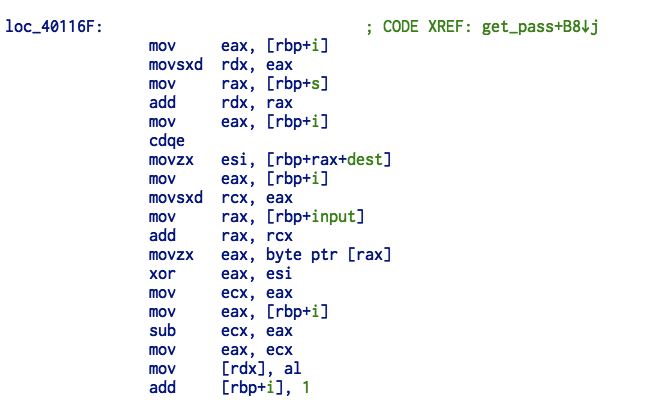 loc_40116F: ; CODE XREF: get_pass+B8↓j
mov eax, [rbp+i]
movsxd rdx, eax
mov rax, [rbp+s]
add rdx, rax
mov eax, [rbp+i]
cdqe
movzx esi, [rbp+rax+dest]
mov eax, [rbp+i]
movsxd rcx, eax
mov rax, [rbp+input]
add rax, rcx
movzx eax, byte ptr [rax]
xor eax, esi
mov ecx, eax
mov eax, [rbp+i]
sub ecx, eax
mov eax, ecx
mov [rdx], al
add [rbp+i], 1